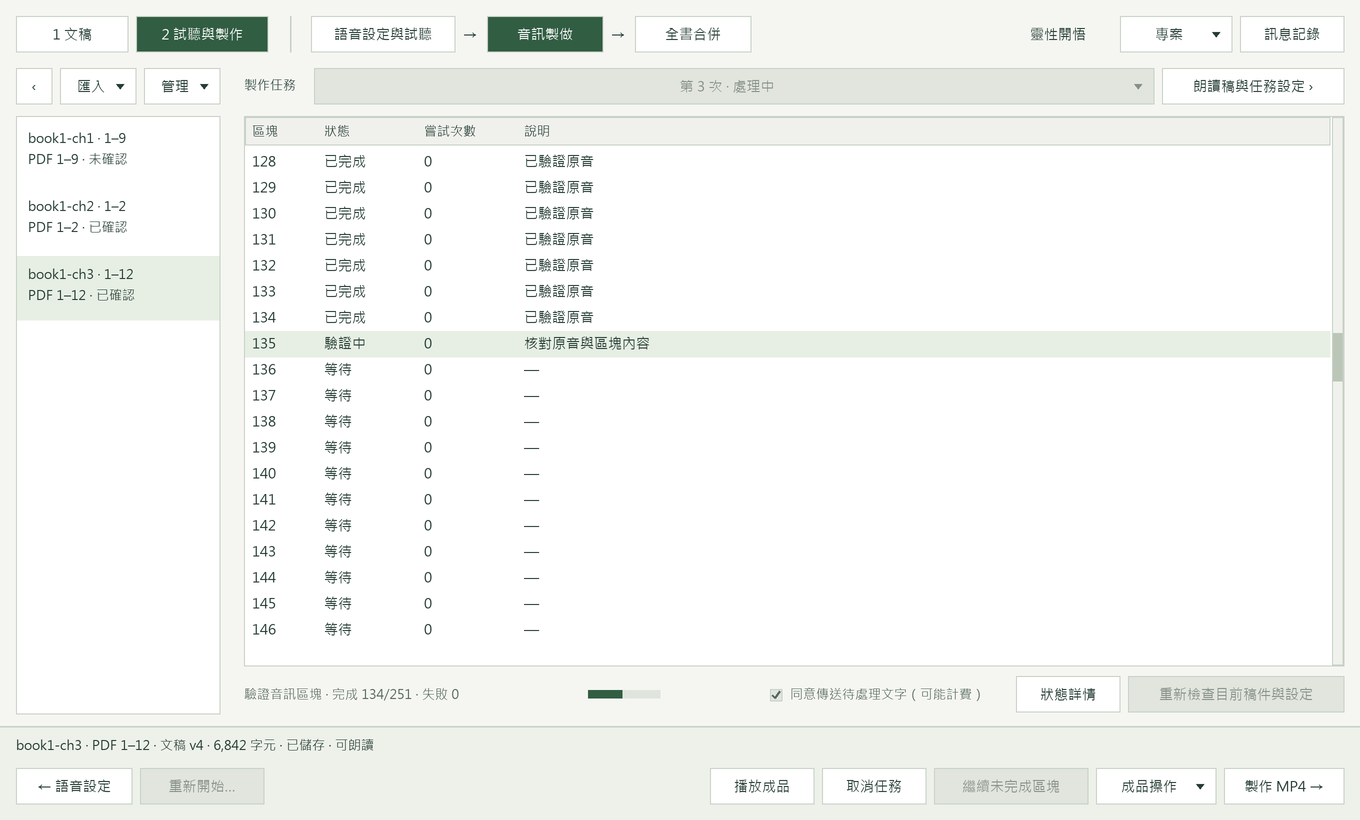 1 文稿
2 試聽與製作
語音設定與試聽
→
音訊製做
→
全書合併
靈性開悟
專案 ▼
訊息記錄
‹
匯入 ▼
管理 ▼
製作任務
第 3 次 · 處理中
朗讀稿與任務設定 ›
book1-ch1 · 1–9
PDF 1–9 · 未確認
book1-ch2 · 1–2
PDF 1–2 · 已確認
book1-ch3 · 1–12
PDF 1–12 · 已確認
區塊 狀態 嘗試次數 說明
128 已完成 0 已驗證原音
129 已完成 0 已驗證原音
130 已完成 0 已驗證原音
131 已完成 0 已驗證原音
132 已完成 0 已驗證原音
133 已完成 0 已驗證原音
134 已完成 0 已驗證原音
135 驗證中 0 核對原音與區塊內容
136 等待 0 —
137 等待 0 —
138 等待 0 —
139 等待 0 —
140 等待 0 —
141 等待 0 —
142 等待 0 —
143 等待 0 —
144 等待 0 —
145 等待 0 —
146 等待 0 —
驗證音訊區塊 · 完成 134/251 · 失敗 0
同意傳送待處理文字（可能計費）
狀態詳情
重新檢查目前稿件與設定
book1-ch3 · PDF 1–12 · 文稿 v4 · 6,842 字元 · 已儲存 · 可朗讀
← 語音設定
重新開始...
播放成品
取消任務
繼續未完成區塊
成品操作 ▼
製作 MP4 →